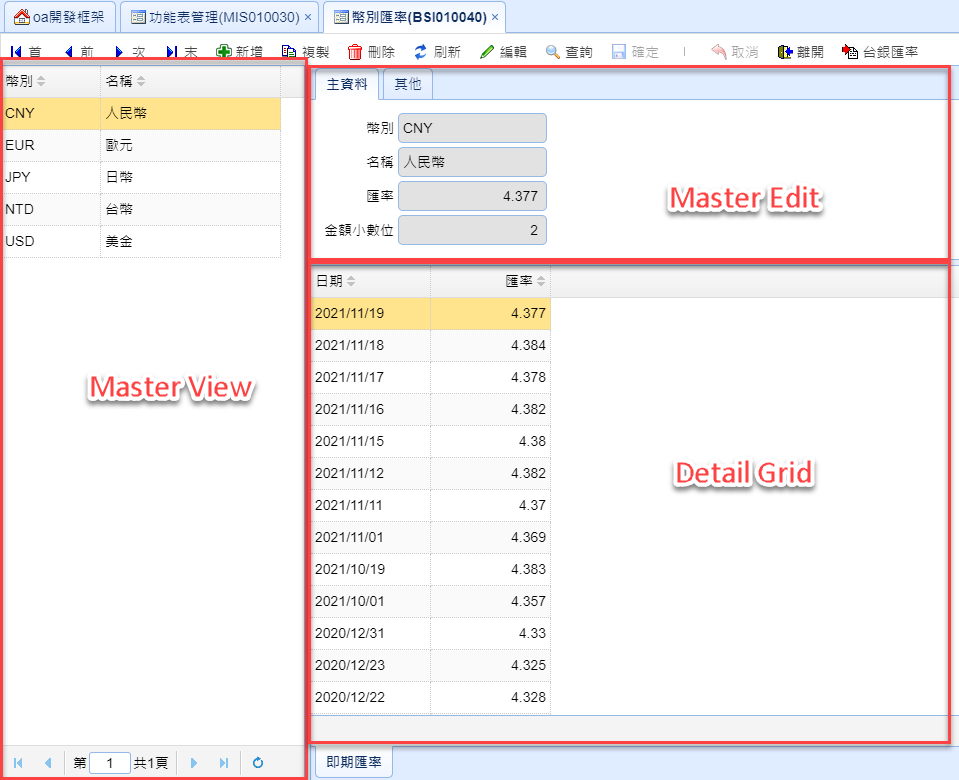 oa開發框架 功能表管理(MIS010030) × 幣別匯率(BSI010040) ×
首 前 次 末 新增 複製 刪除 刷新 編輯 查詢 確定 取消 離開 台銀匯率
幣別 名稱
CNY 人民幣
EUR 歐元
JPY 日幣
NTD 台幣
USD 美金
Master View
第 1 共1頁
主資料 其他
幣別 CNY
名稱 人民幣
匯率 4.377
金額小數位 2
Master Edit
日期 匯率
2021/11/19 4.377
2021/11/18 4.384
2021/11/17 4.378
2021/11/16 4.382
2021/11/15 4.38
2021/11/12 4.382
2021/11/11 4.37
2021/11/01 4.369
2021/10/19 4.383
2021/10/01 4.357
2020/12/31 4.33
2020/12/23 4.325
2020/12/22 4.328
Detail Grid
即期匯率